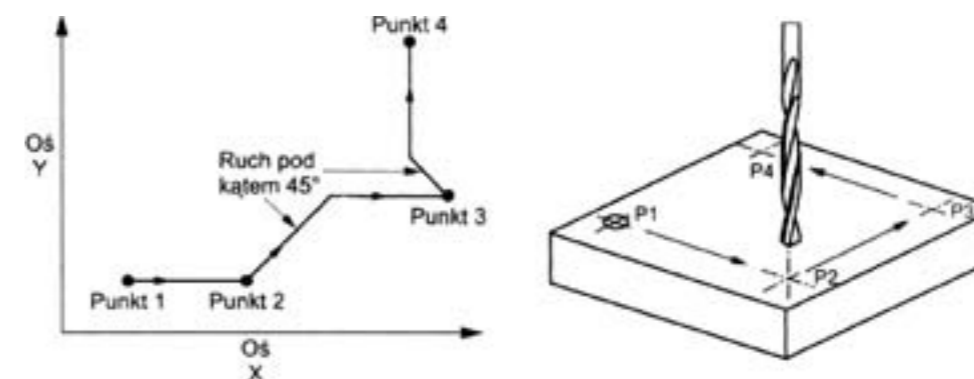 Punkt 4
Oś
Y
Ruch pod
kątem 45°
Punkt 3
Punkt 1
Punkt 2
Oś
X
P4
P1
P3
P2